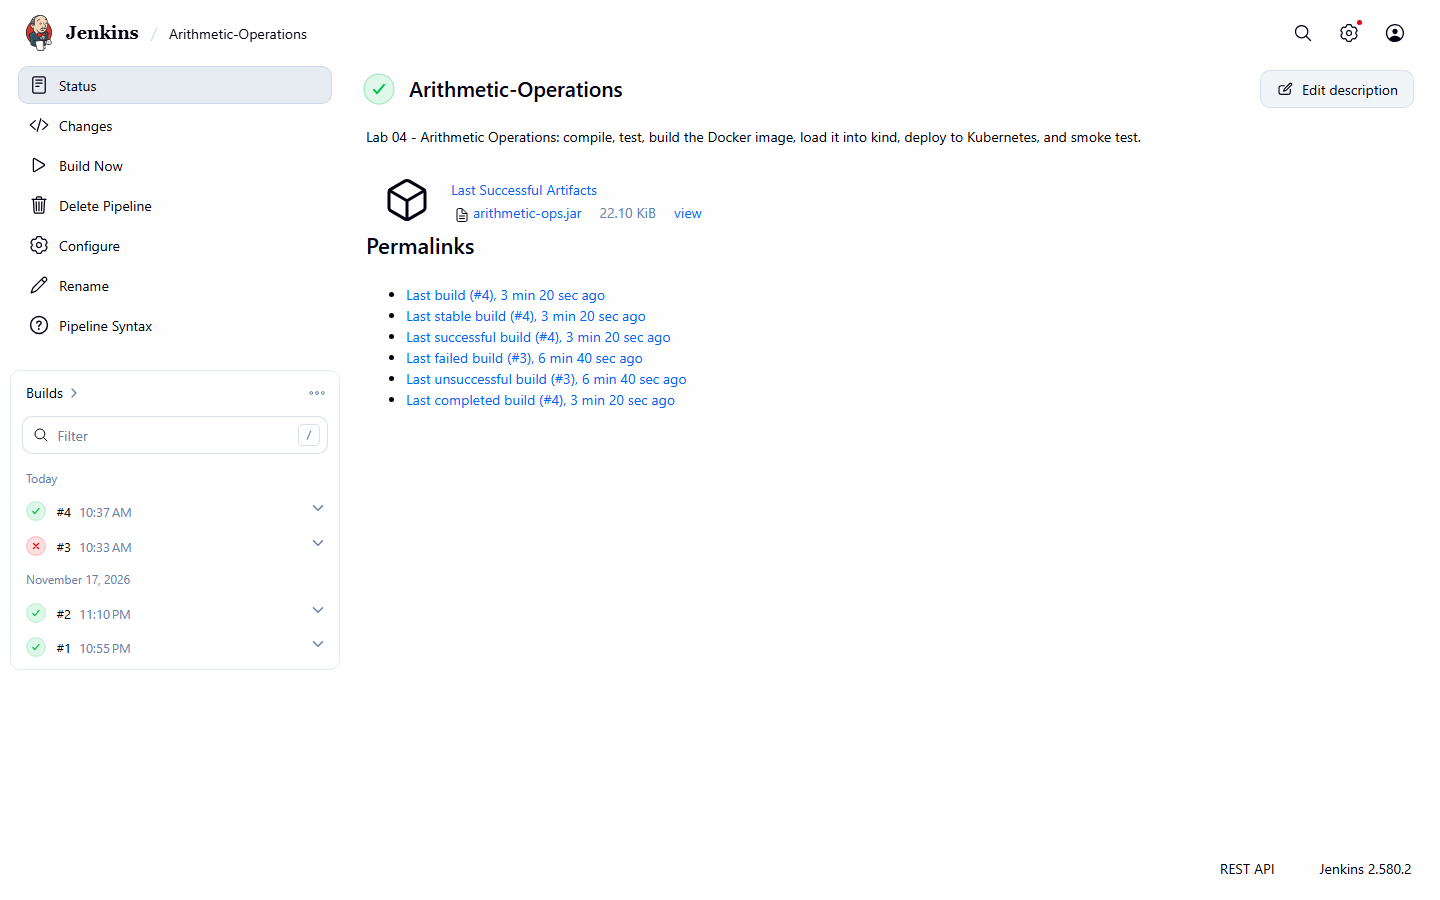 Jenkins / Arithmetic-Operations
Status
Changes
Build Now
Delete Pipeline
Configure
Rename
Pipeline Syntax
Builds
Filter /
Today
#4 10:37 AM
#3 10:33 AM
November 17, 2026
#2 11:10 PM
#1 10:55 PM
Arithmetic-Operations
Edit description
Lab 04 - Arithmetic Operations: compile, test, build the Docker image, load it into kind, deploy to Kubernetes, and smoke test.
Last Successful Artifacts
arithmetic-ops.jar 22.10 KiB view
Permalinks
Last build (#4), 3 min 20 sec ago
Last stable build (#4), 3 min 20 sec ago
Last successful build (#4), 3 min 20 sec ago
Last failed build (#3), 6 min 40 sec ago
Last unsuccessful build (#3), 6 min 40 sec ago
Last completed build (#4), 3 min 20 sec ago
REST API Jenkins 2.580.2